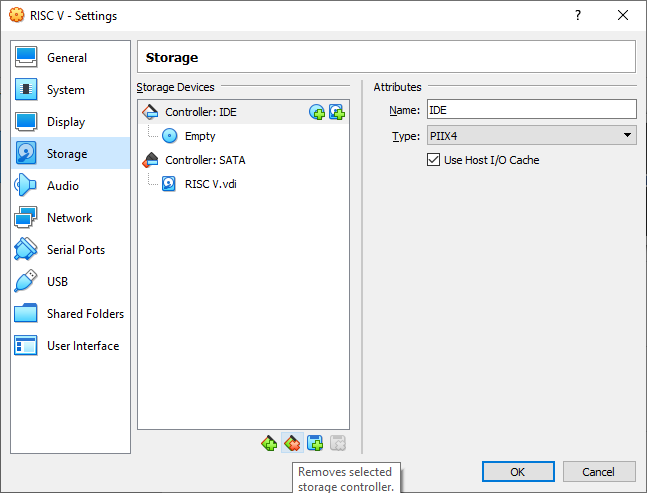 RISC V - Settings
General
System
Display
Storage
Audio
Network
Serial Ports
USB
Shared Folders
User Interface
Storage
Storage Devices
Controller: IDE
Empty
Controller: SATA
RISC V.vdi
Attributes
Name: IDE
Type: PIIX4
Use Host I/O Cache
Removes selected
storage controller.
OK Cancel